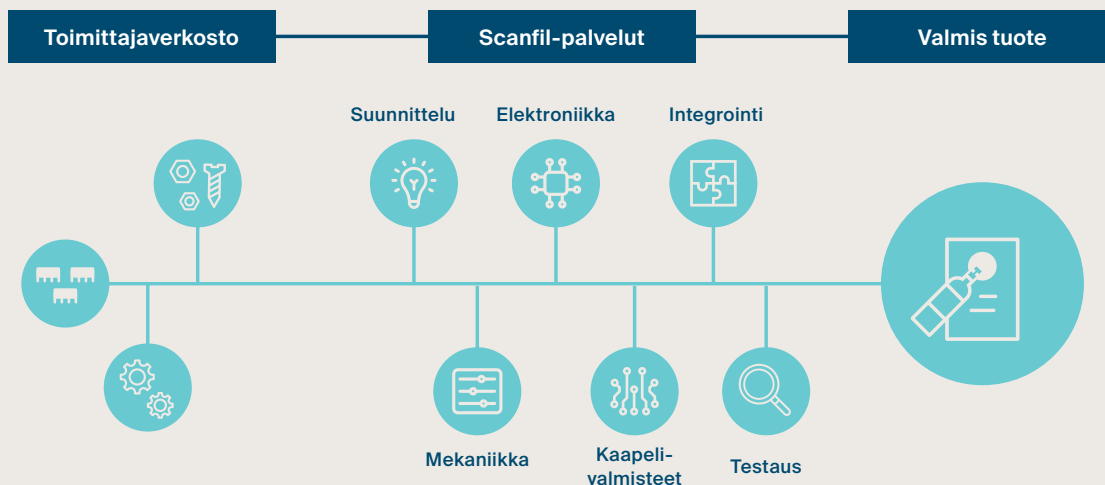 Toimittajaverkosto
Scanfil-palvelut
Valmis tuote
Suunnittelu
Elektroniikka
Integrointi
Mekaniikka
Kaapeli-
valmisteet
Testaus